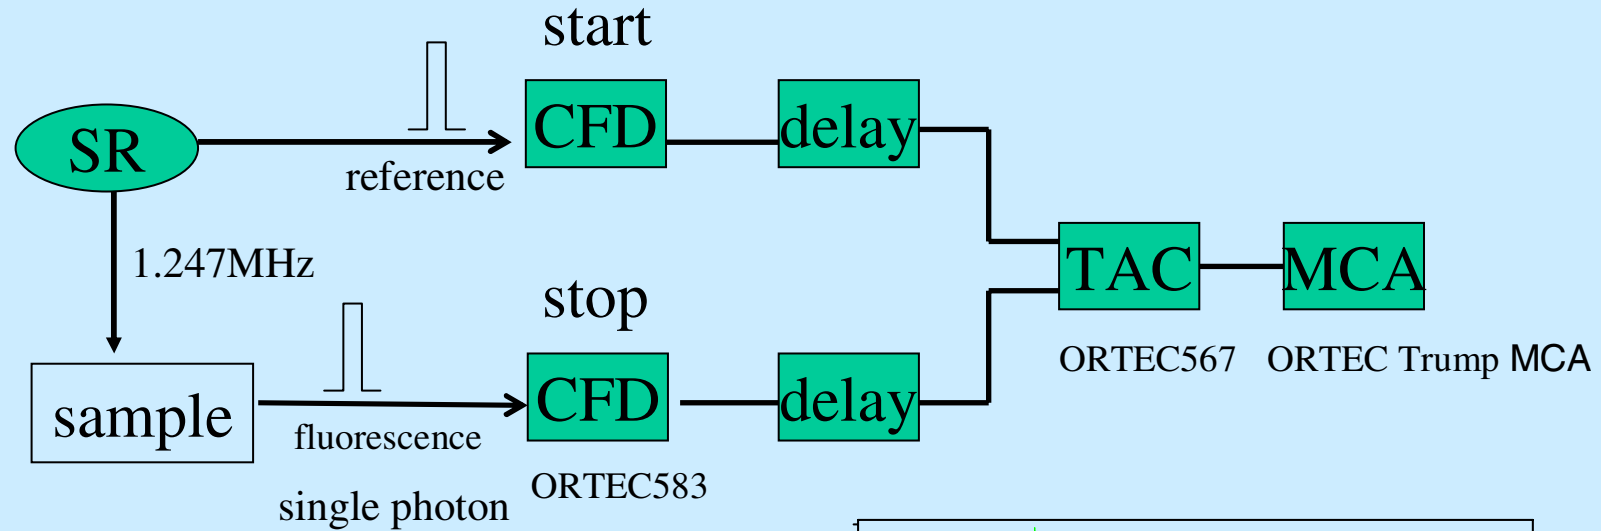 start
SR
CFD
delay
reference
1.247MHz
stop
TAC
MCA
ORTEC567
ORTEC Trump MCA
sample
fluorescence
CFD
delay
single photon
ORTEC583